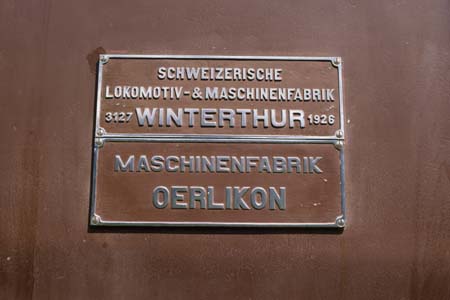 SCHWEIZERISCHE
LOKOMOTIV-&MASCHINENFABRIK
3127 WINTERTHUR 1926
MASCHINENFABRIK
OERLIKON